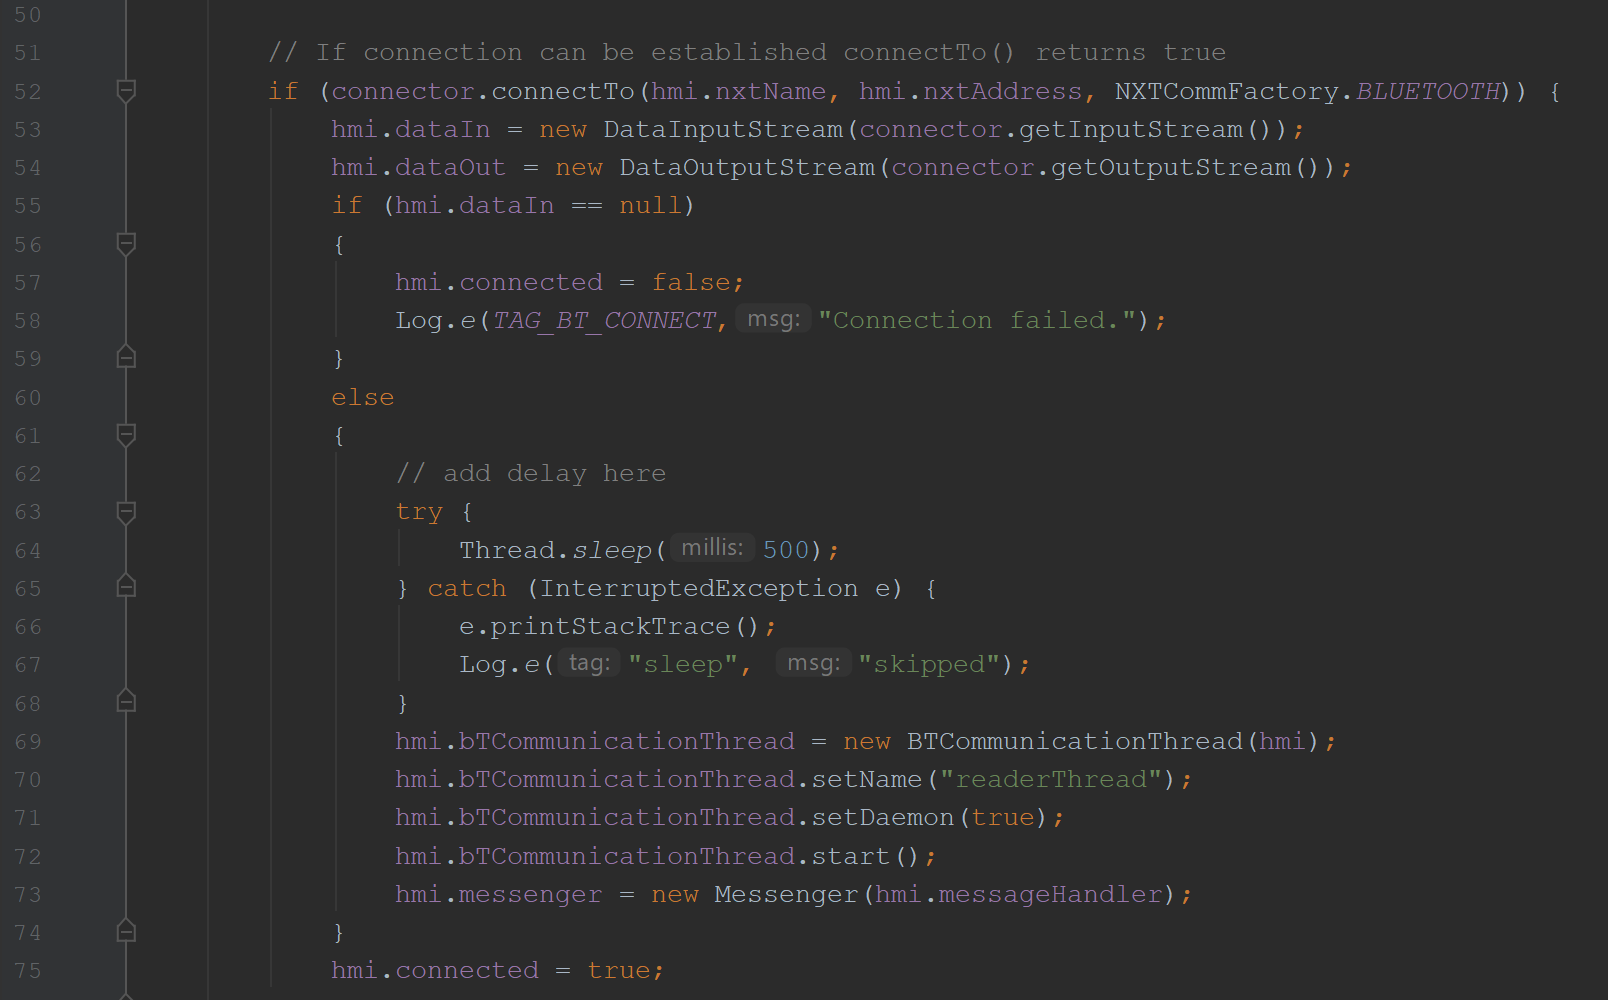 50
51 // If connection can be established connectTo() returns true
52 if (connector.connectTo(hmi.nxtName, hmi.nxtAddress, NXTCommFactory.BLUETOOTH)) {
53 hmi.dataIn = new DataInputStream(connector.getInputStream());
54 hmi.dataOut = new DataOutputStream(connector.getOutputStream());
55 if (hmi.dataIn == null)
56 {
57 hmi.connected = false;
58 Log.e(TAG_BT_CONNECT, msg: "Connection failed.");
59 }
60 else
61 {
62 // add delay here
63 try {
64 Thread.sleep( millis: 500);
65 } catch (InterruptedException e) {
66 e.printStackTrace();
67 Log.e( tag: "sleep", msg: "skipped");
68 }
69 hmi.bTCommunicationThread = new BTCommunicationThread(hmi);
70 hmi.bTCommunicationThread.setName("readerThread");
71 hmi.bTCommunicationThread.setDaemon(true);
72 hmi.bTCommunicationThread.start();
73 hmi.messenger = new Messenger(hmi.messageHandler);
74 }
75 hmi.connected = true;